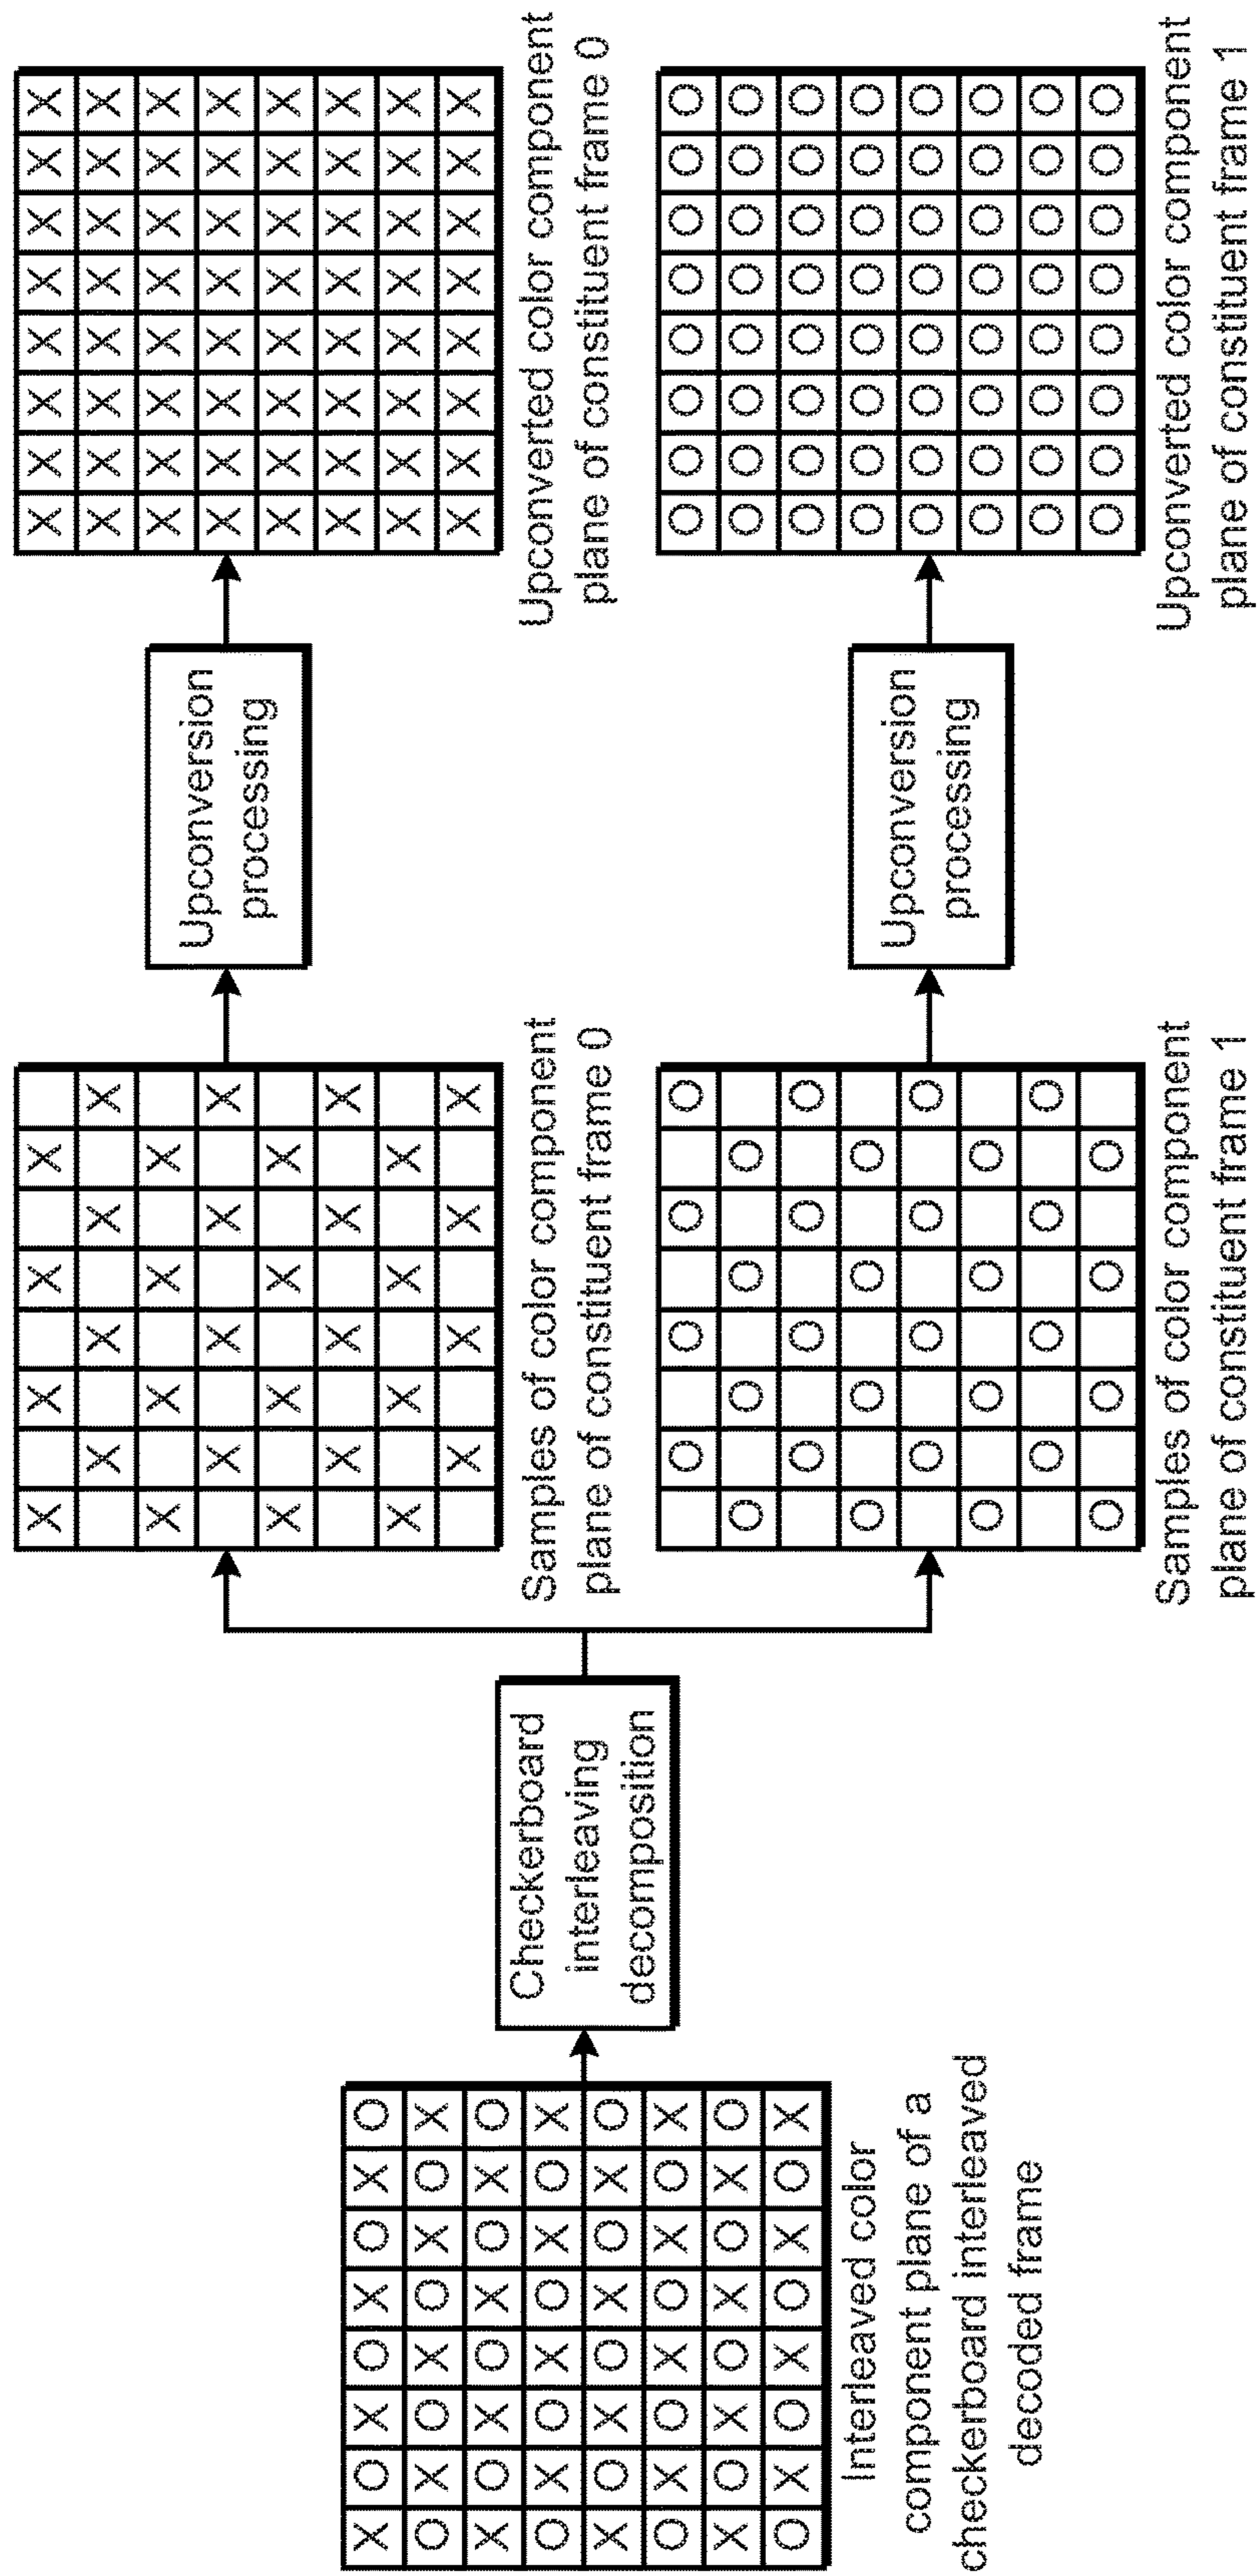 X O X O X O X O
O X O X O X O X
X O X O X O X O
O X O X O X O X
X O X O X O X O
O X O X O X O X
X O X O X O X O
O X O X O X O X
Interleaved color
component plane of a
checkerboard interleaved
decoded frame
Checkerboard
interleaving
decomposition
X X X X
X X X X
X X X X
X X X X
X X X X
X X X X
X X X X
X X X X
Samples of color component
plane of constituent frame 0
Upconversion
processing
X X X X X X X X
X X X X X X X X
X X X X X X X X
X X X X X X X X
X X X X X X X X
X X X X X X X X
X X X X X X X X
X X X X X X X X
Upconverted color component
plane of constituent frame 0
O O O O
O O O O
O O O O
O O O O
O O O O
O O O O
O O O O
O O O O
Samples of color component
plane of constituent frame 1
Upconversion
processing
O O O O O O O O
O O O O O O O O
O O O O O O O O
O O O O O O O O
O O O O O O O O
O O O O O O O O
O O O O O O O O
O O O O O O O O
Upconverted color component
plane of constituent frame 1